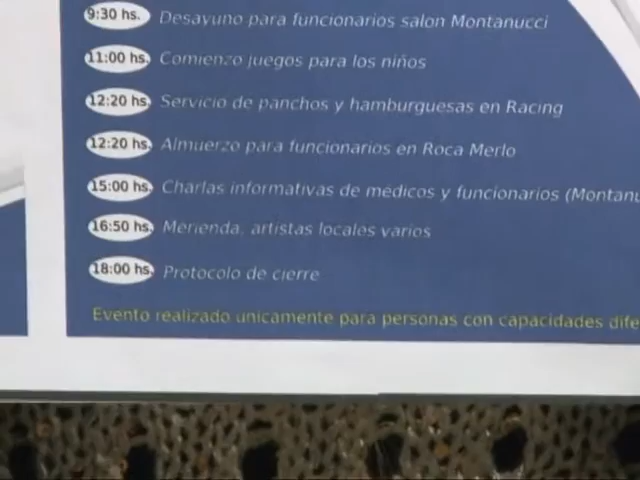 9:30 hs. Desayuno para funcionarios salon Montanucci
11:00 hs. Comienzo juegos para los niños
12:20 hs. Servicio de panchos y hamburguesas en Racing
12:20 hs. Almuerzo para funcionarios en Roca Merlo
15:00 hs. Charlas informativas de medicos y funcionarios (Montanu
16:50 hs. Merienda, artistas locales varios
18:00 hs. Protocolo de cierre
Evento realizado unicamente para personas con capacidades dife